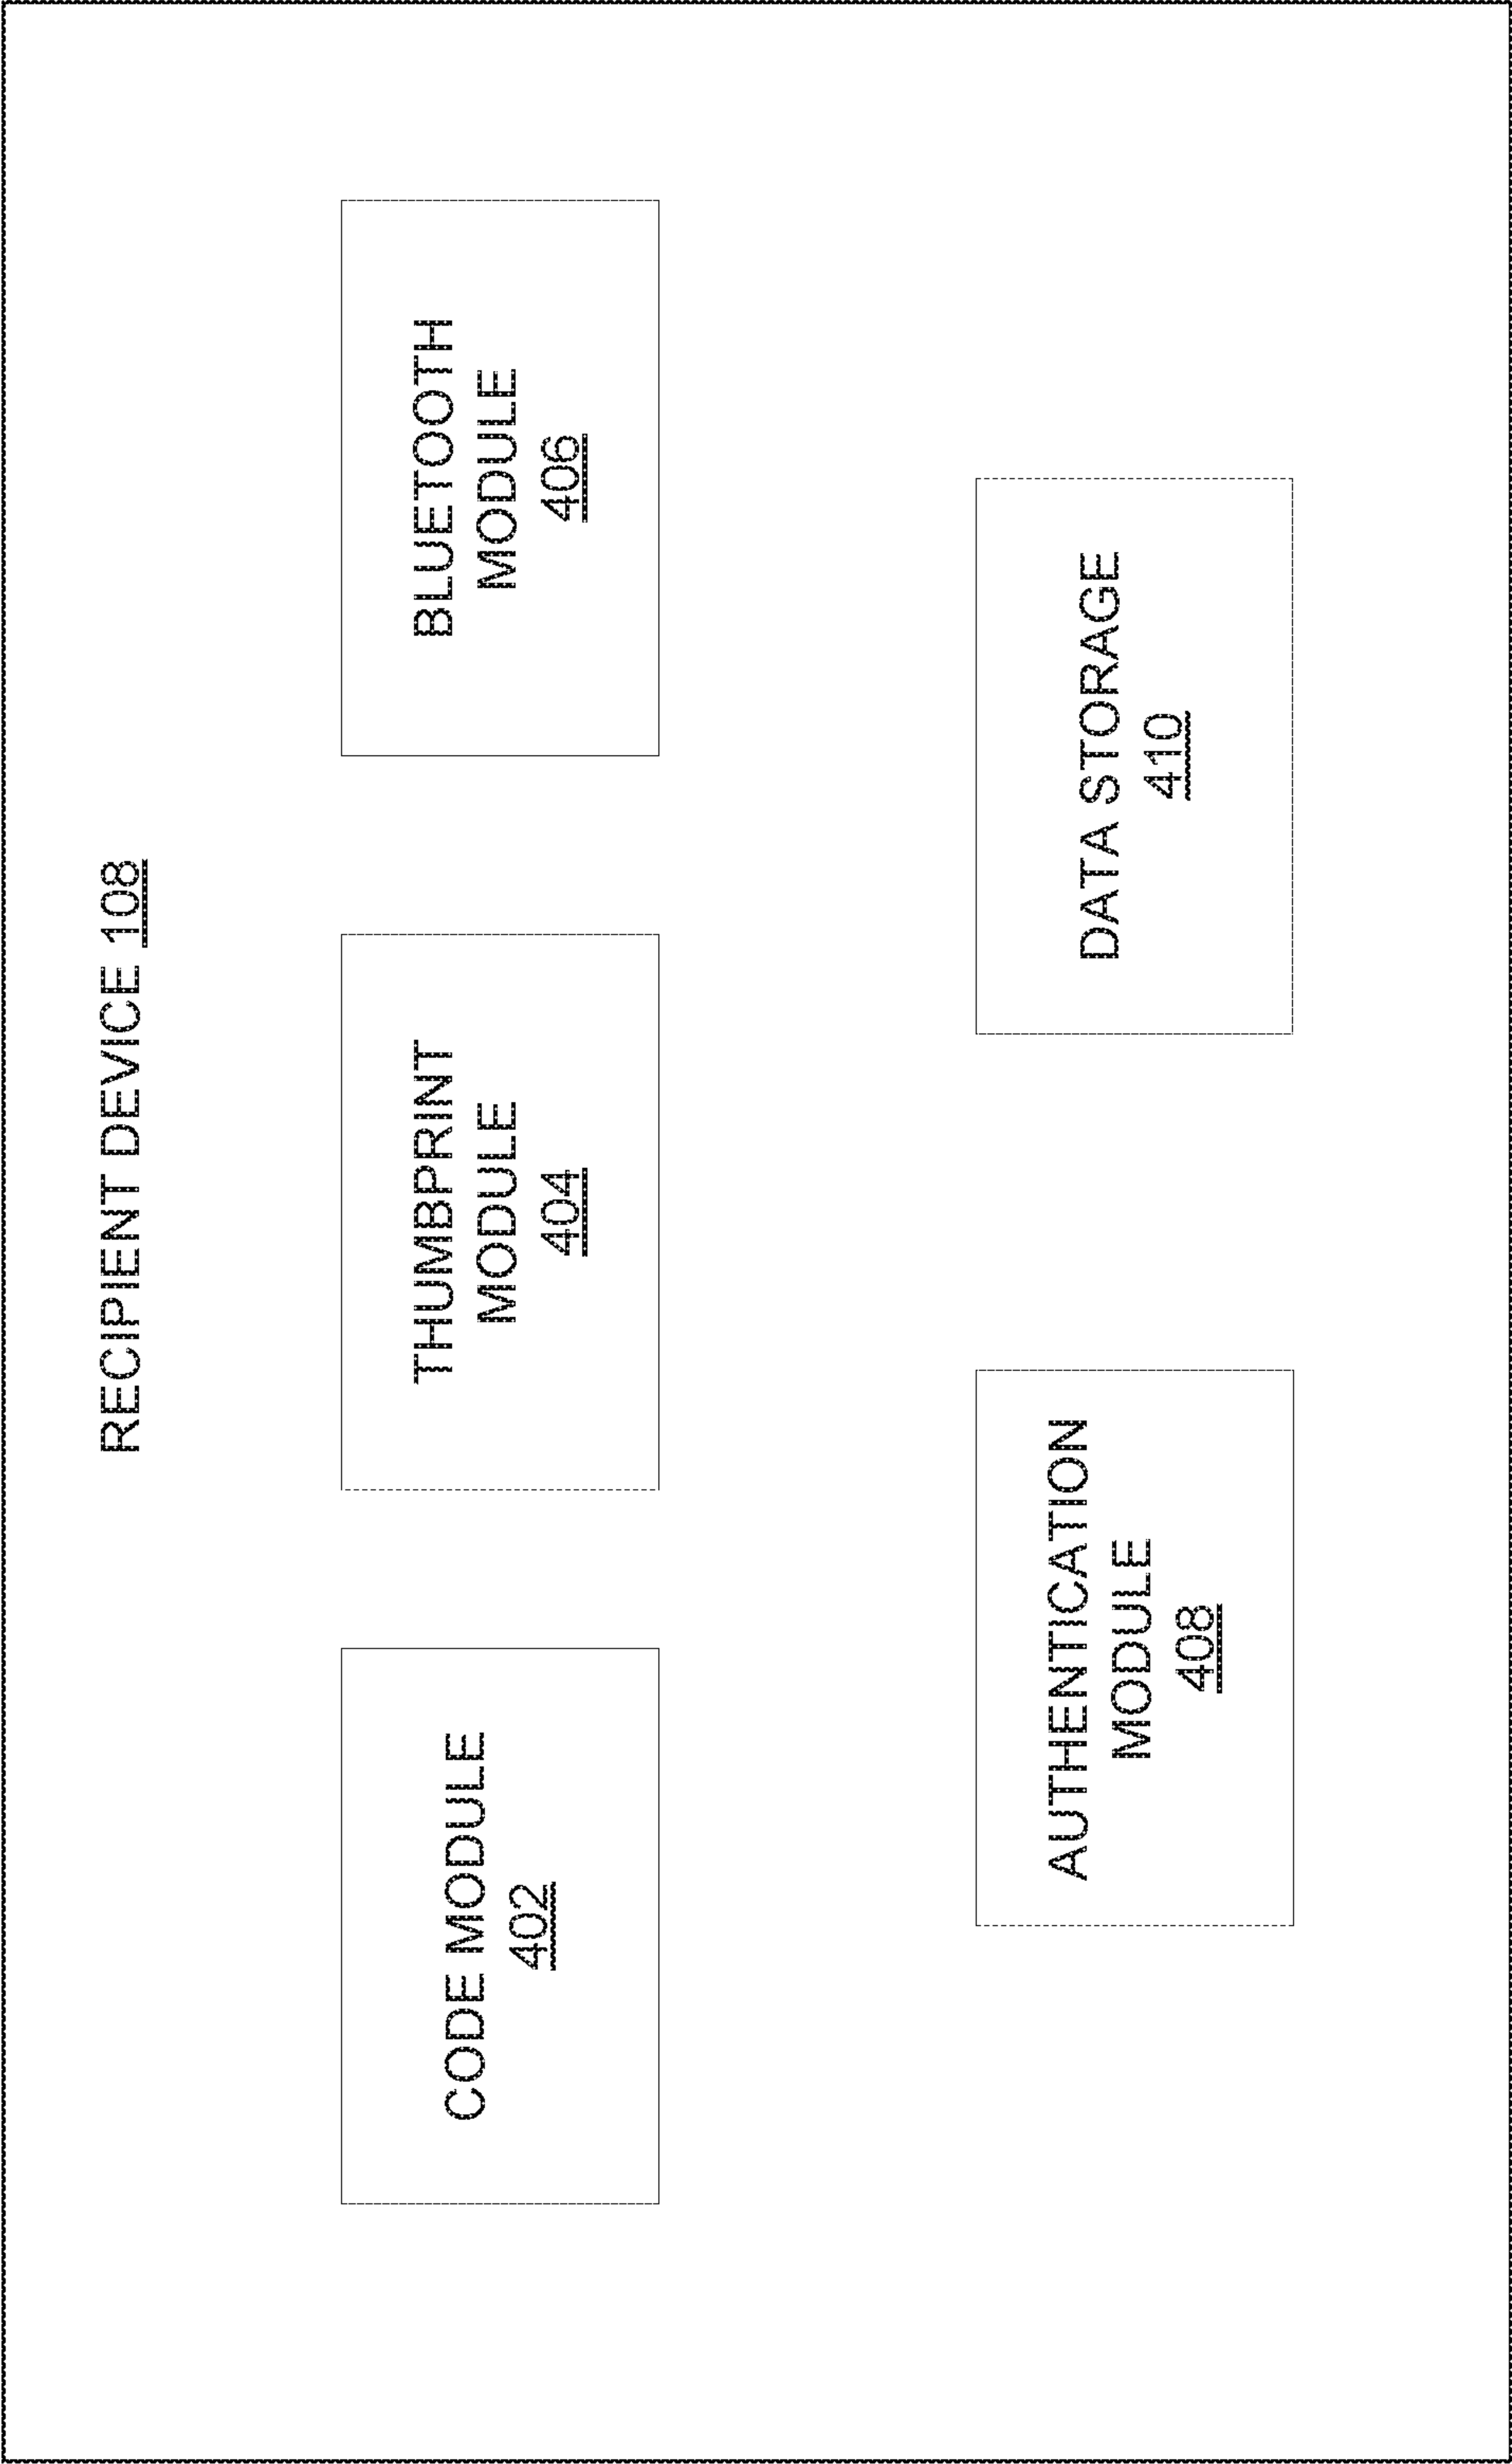 RECIPIENT DEVICE 108
CODE MODULE
402
THUMBPRINT
MODULE
404
BLUETOOTH
MODULE
406
AUTHENTICATION
MODULE
408
DATA STORAGE
410